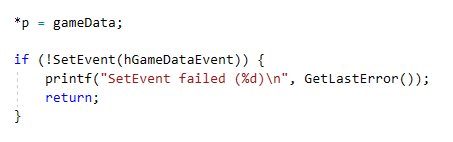 *p = gameData;
if (!SetEvent(hGameDataEvent)) {
printf("SetEvent failed (%d)\n", GetLastError());
return;
}